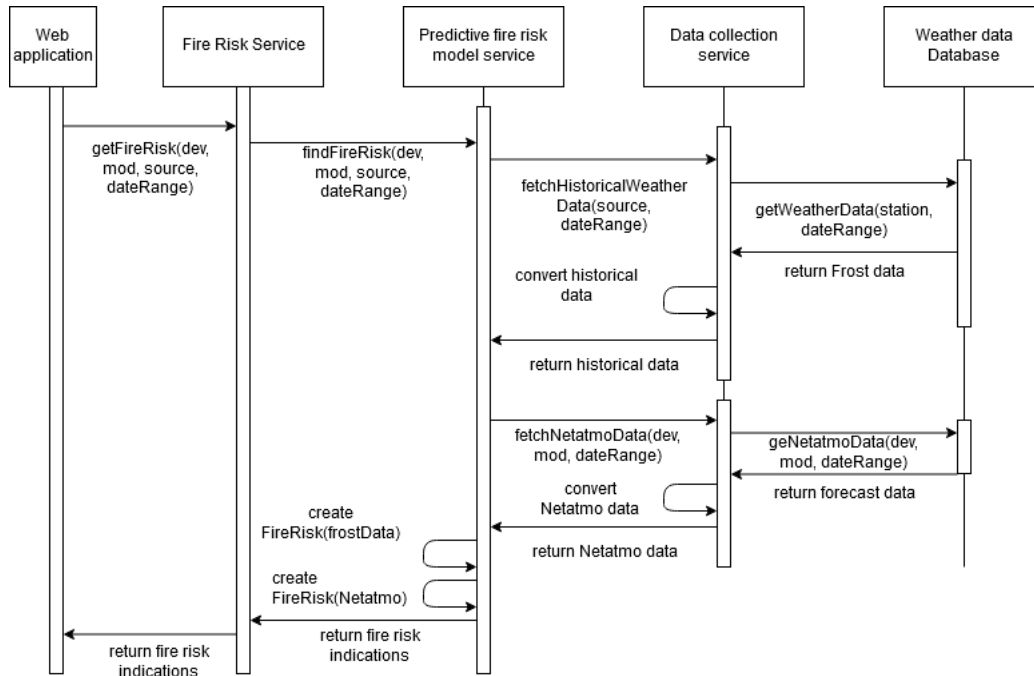 Web
application
Fire Risk Service
Predictive fire risk
model service
Data collection
service
Weather data
Database
getFireRisk(dev,
mod, source,
dateRange)
findFireRisk(dev,
mod, source,
dateRange)
fetchHistoricalWeather
Data(source,
dateRange)
getWeatherData(station,
dateRange)
return Frost data
convert historical
data
return historical data
fetchNetatmoData(dev,
mod, dateRange)
geNetatmoData(dev,
mod, dateRange)
return forecast data
convert
Netatmo data
return Netatmo data
create
FireRisk(frostData)
create
FireRisk(Netatmo)
return fire risk
indications
return fire risk
indications